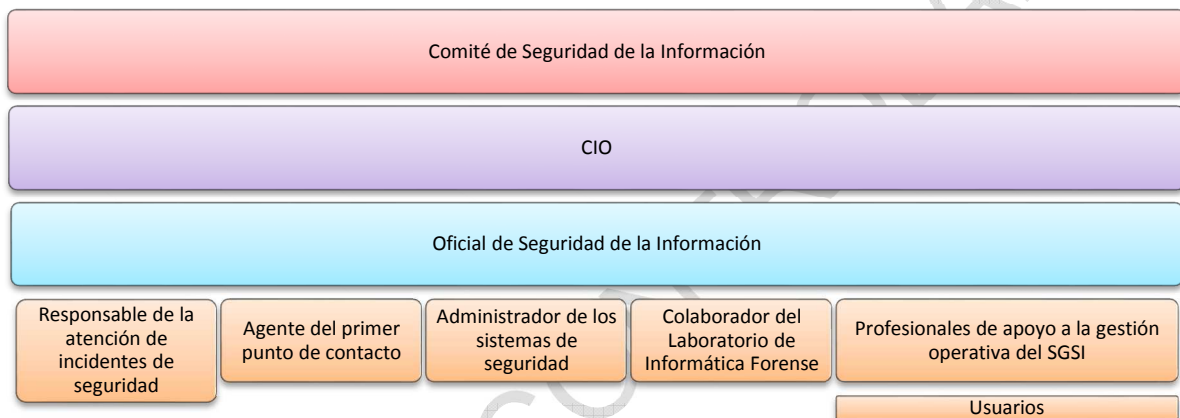 Comité de Seguridad de la Información
CIO
Oficial de Seguridad de la Información
Responsable de la
atención de
incidentes de
seguridad
Agente del primer
punto de contacto
Administrador de los
sistemas de
seguridad
Colaborador del
Laboratorio de
Informática Forense
Profesionales de apoyo a la gestión
operativa del SGSI
Usuarios